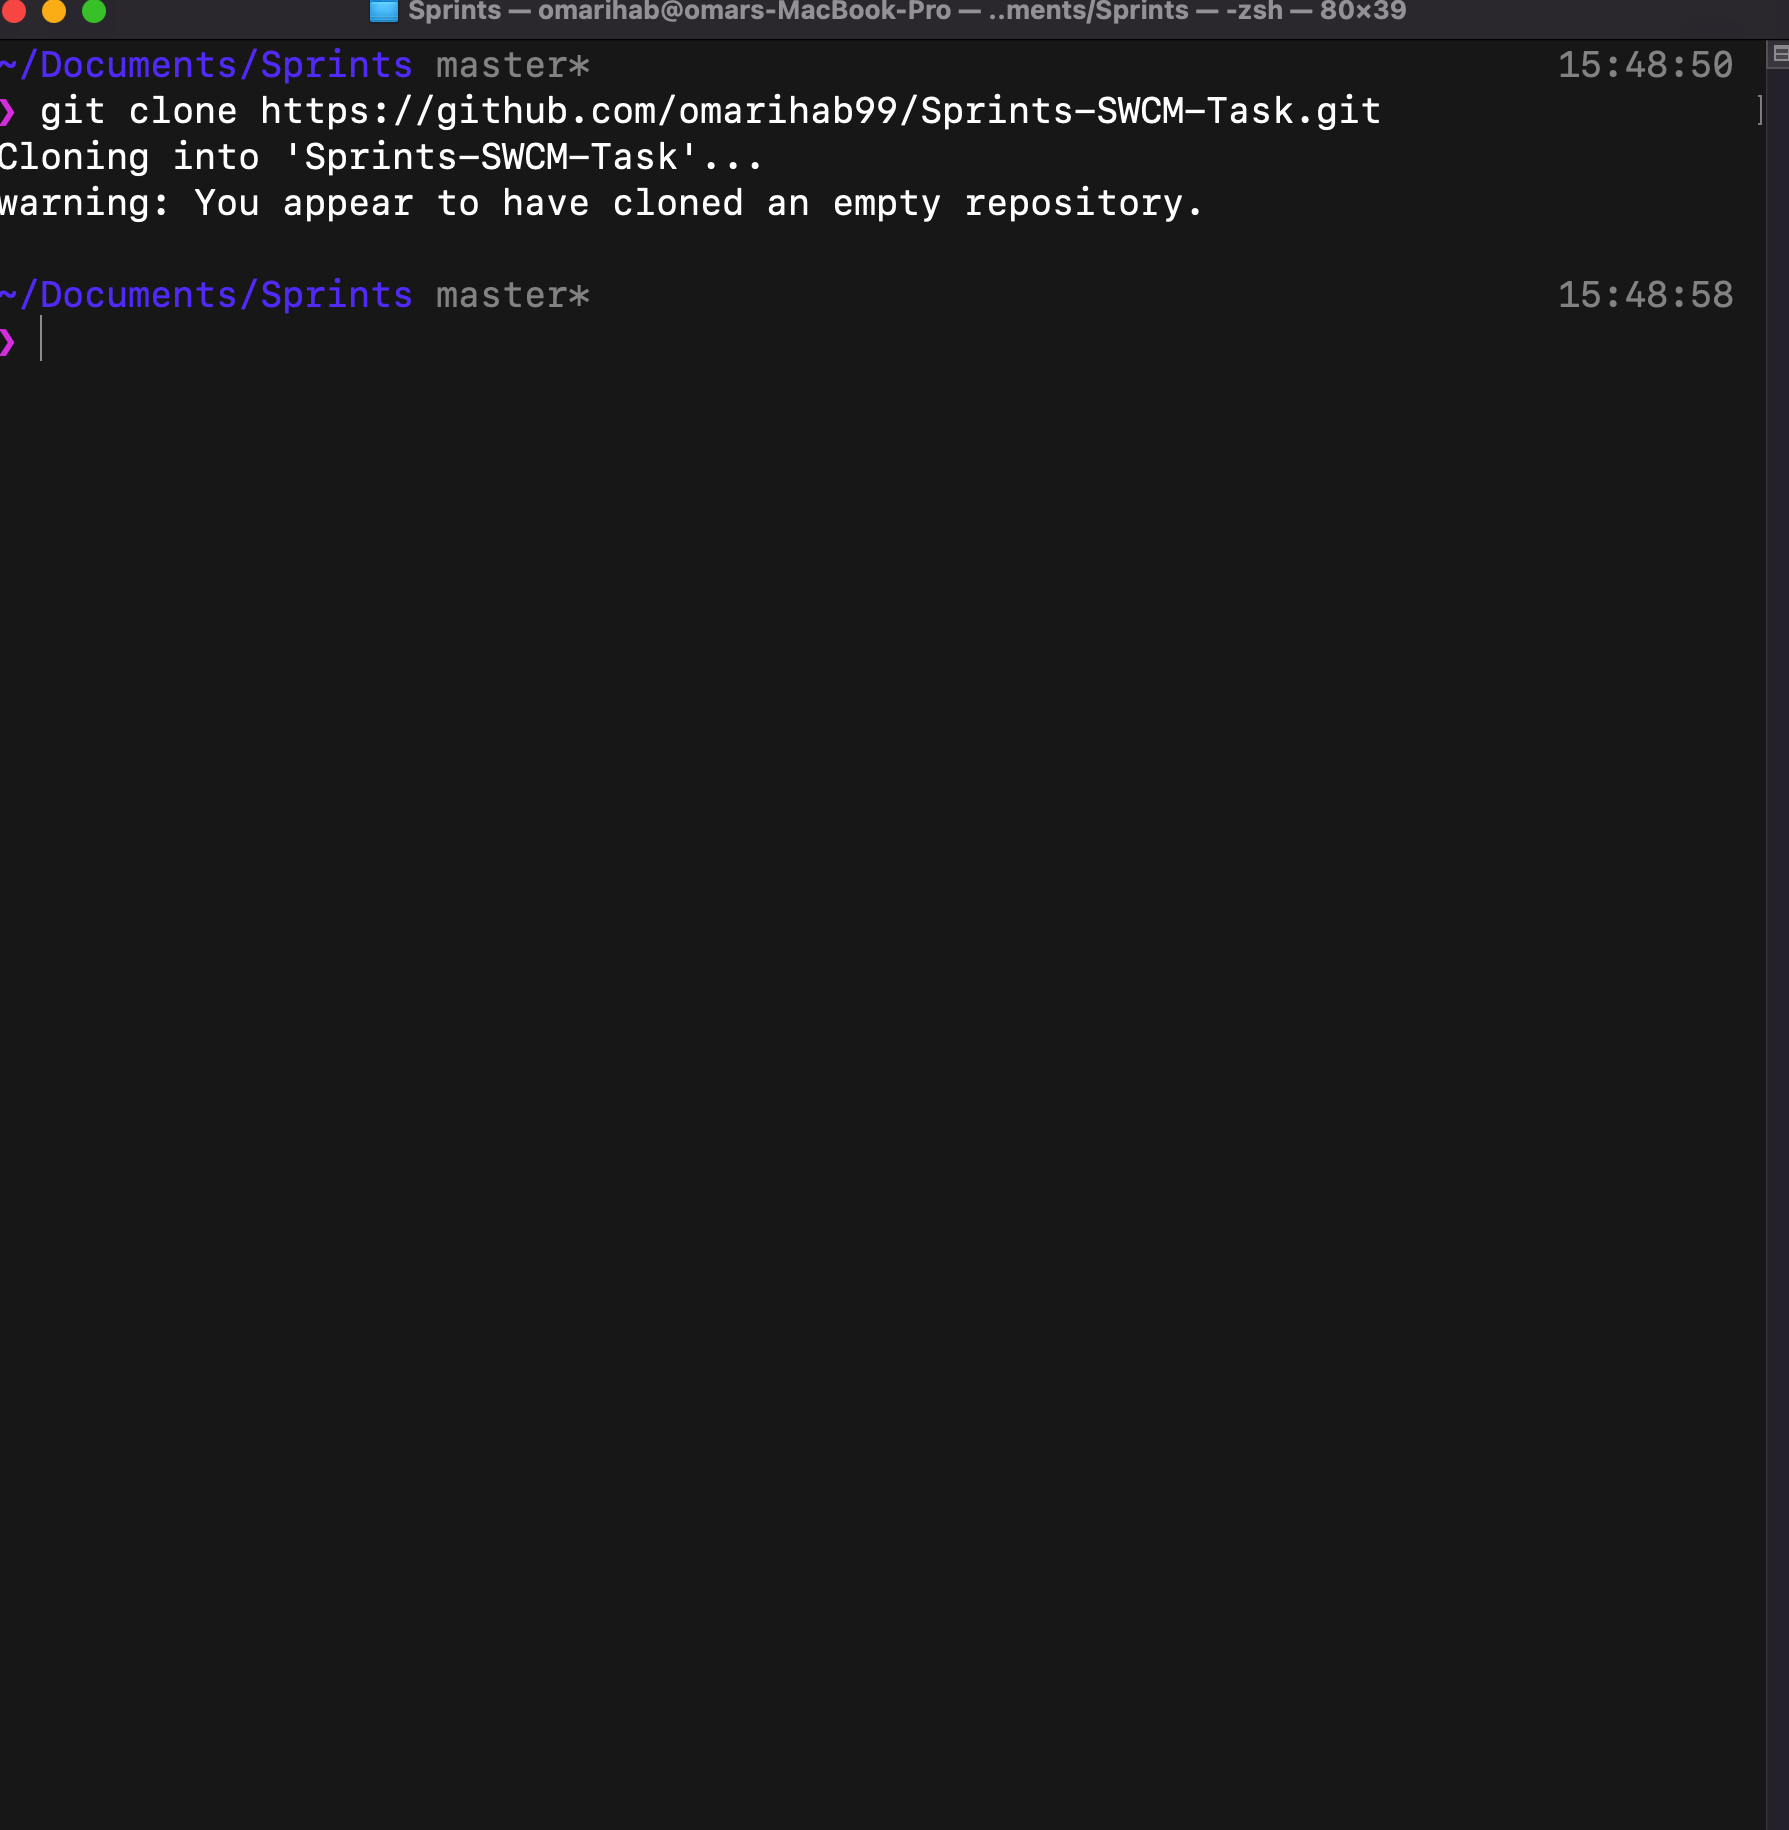 Sprints — omarihab@omars-MacBook-Pro — ..ments/Sprints — -zsh — 80×39
~/Documents/Sprints master* 15:48:50
❯ git clone https://github.com/omarihab99/Sprints-SWCM-Task.git ]
Cloning into 'Sprints-SWCM-Task'...
warning: You appear to have cloned an empty repository.
~/Documents/Sprints master* 15:48:58
❯